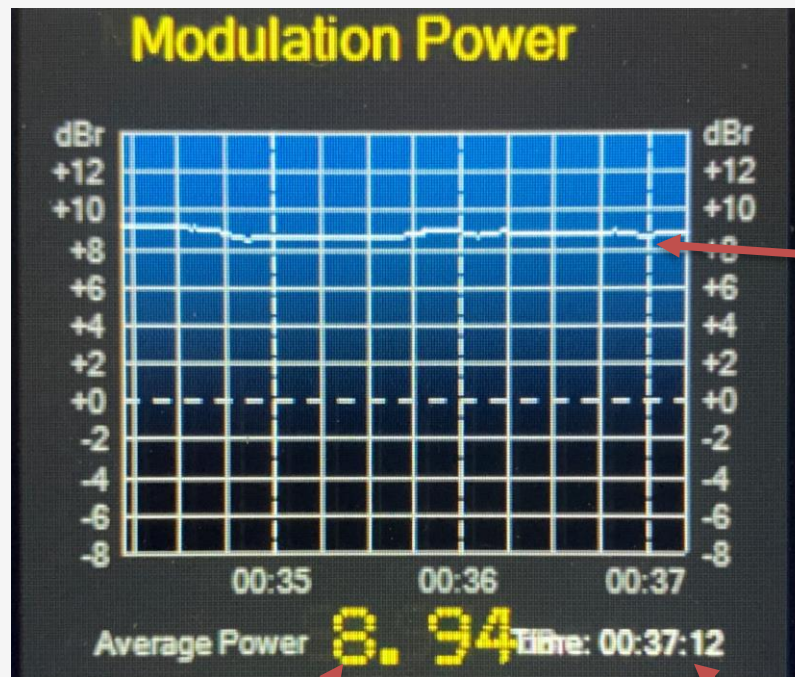 Modulation Power
dBr dBr
+12 +12
+10 +10
+8 +8
+6 +6
+4 +4
+2 +2
+0 +0
-2 -2
-4 -4
-6 -6
-8 -8
00:35 00:36 00:37
Average Power 8.94 Time: 00:37:12